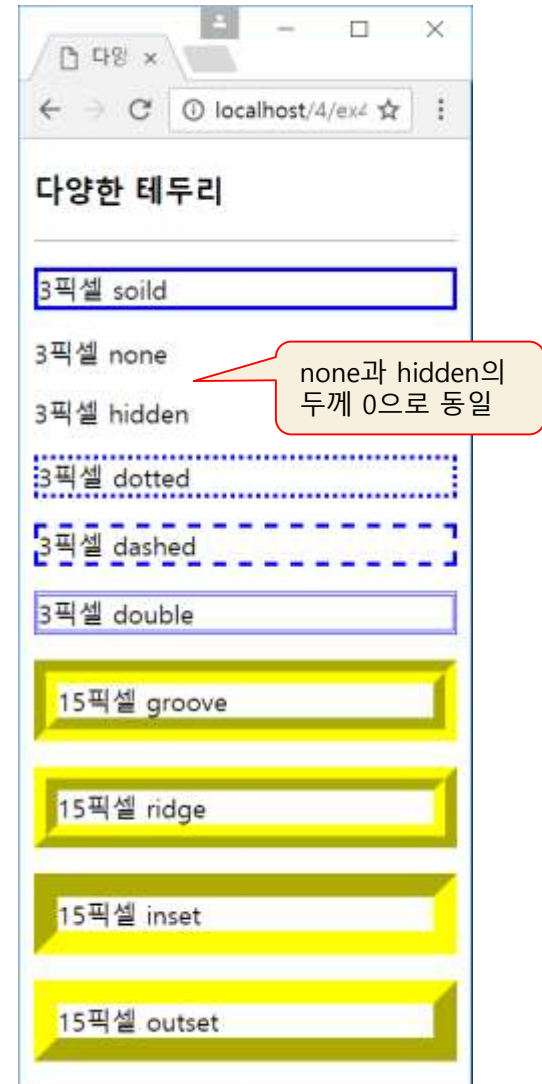 다양
localhost/4/ex4
다양한 테두리
3픽셀 soild
3픽셀 none
none과 hidden의
두께 0으로 동일
3픽셀 hidden
3픽셀 dotted
3픽셀 dashed
3픽셀 double
15픽셀 groove
15픽셀 ridge
15픽셀 inset
15픽셀 outset